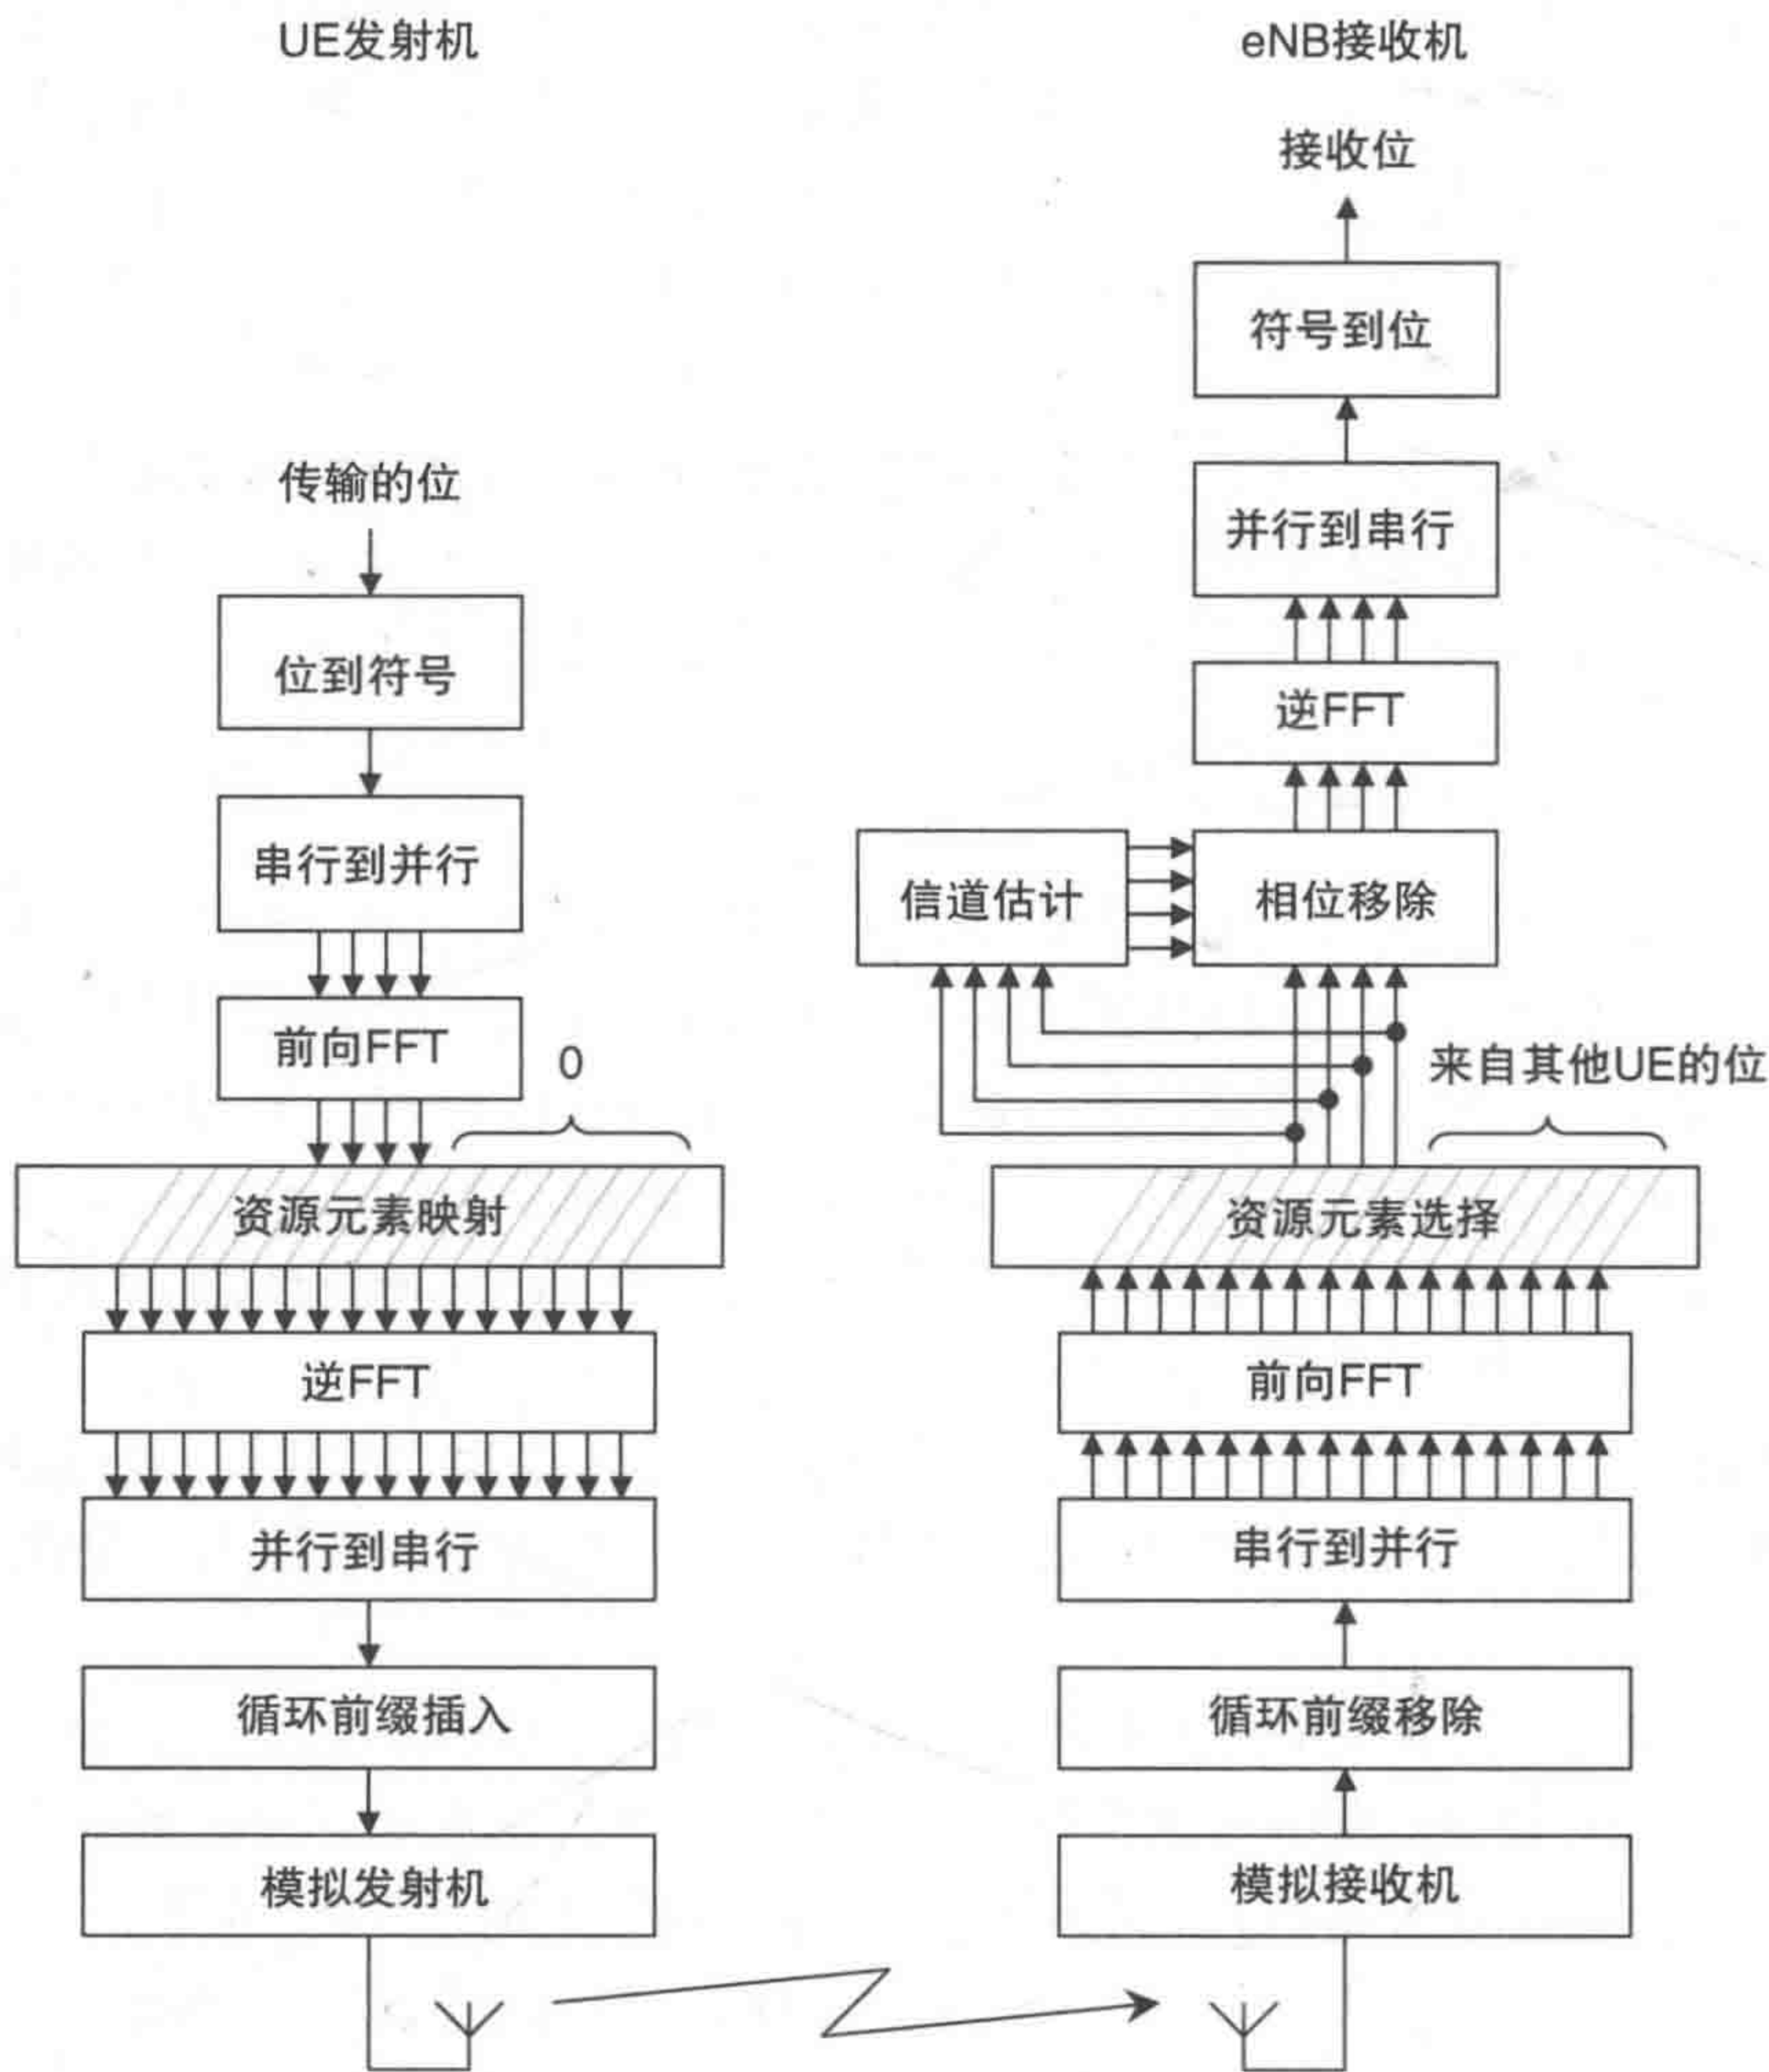 UE发射机
传输的位
位到符号
串行到并行
前向FFT
0
资源元素映射
逆FFT
并行到串行
循环前缀插入
模拟发射机
eNB接收机
接收位
符号到位
并行到串行
逆FFT
信道估计
相位移除
来自其他UE的位
资源元素选择
前向FFT
串行到并行
循环前缀移除
模拟接收机